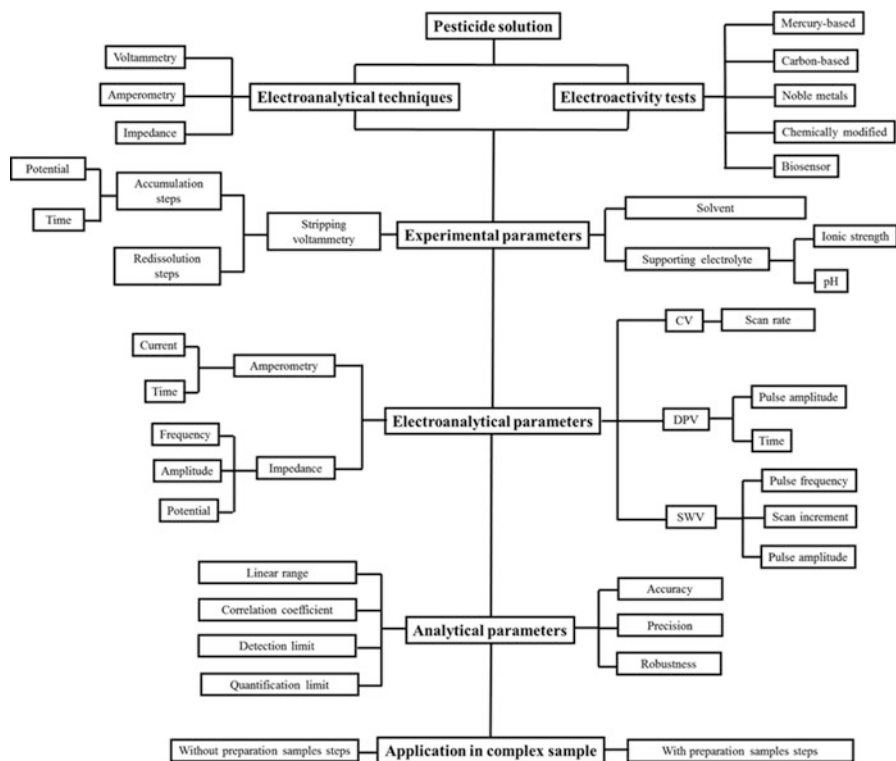 Pesticide solution
Mercury-based
Voltammetry
Carbon-based
Amperometry
Electroanalytical techniques
Electroactivity tests
Noble metals
Impedance
Chemically modified
Biosensor
Potential
Accumulation
steps
Time
Solvent
Stripping
voltammetry
Experimental parameters
Ionic strength
Redissolution
steps
Supporting electrolyte
pH
CV
Scan rate
Current
Amperometry
Time
Pulse amplitude
Electroanalytical parameters
DPV
Time
Frequency
Amplitude
Impedance
Pulse frequency
Potential
SWV
Scan increment
Pulse amplitude
Linear range
Accuracy
Correlation coefficient
Analytical parameters
Precision
Detection limit
Robustness
Quantification limit
Without preparation samples steps
Application in complex sample
With preparation samples steps